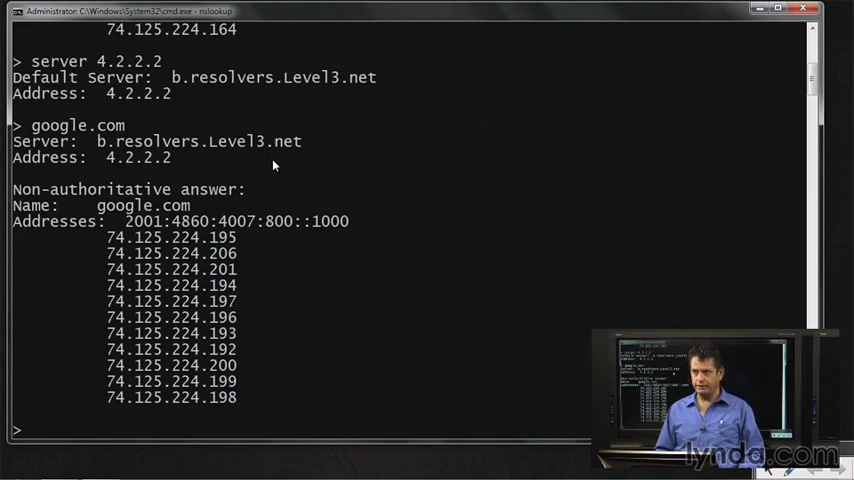 Administrator: C:\Windows\System32\cmd.exe - nslookup
74.125.224.164
> server 4.2.2.2
Default Server:  b.resolvers.Level3.net
Address:  4.2.2.2
> google.com
Server:  b.resolvers.Level3.net
Address:  4.2.2.2
Non-authoritative answer:
Name:    google.com
Addresses:  2001:4860:4007:800::1000
74.125.224.195
74.125.224.206
74.125.224.201
74.125.224.194
74.125.224.197
74.125.224.196
74.125.224.193
74.125.224.192
74.125.224.200
74.125.224.199
74.125.224.198
>
lynda.com